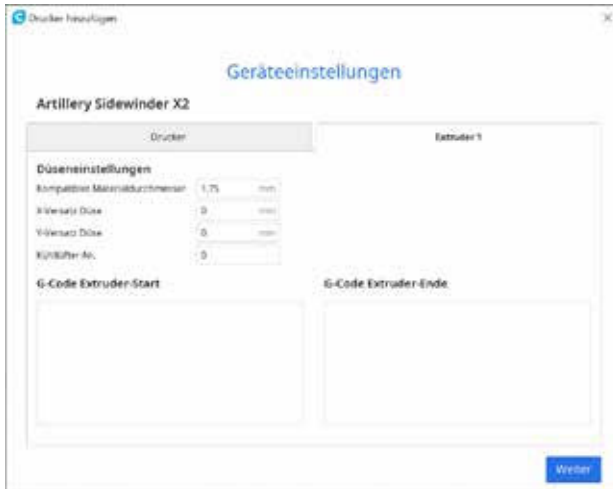 Drucker hinzufügen
Geräteeinstellungen
Artillery Sidewinder X2
Drucker
Extruder 1
Düseneinstellungen
Kompatibler Materialdurchmesser 1,75 mm
X-Versatz Düse 0 mm
Y-Versatz Düse 0 mm
Kühllüfter-Nr. 0
G-Code Extruder-Start
G-Code Extruder-Ende
Weiter